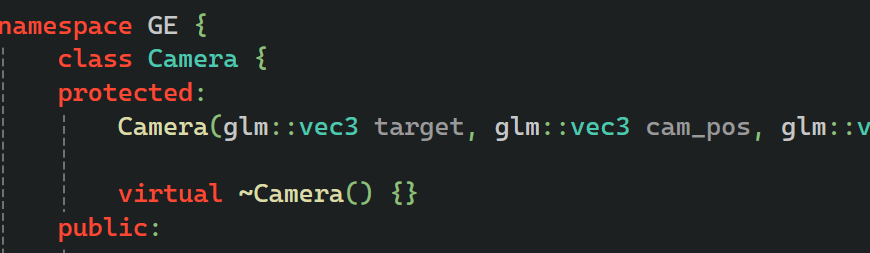 namespace GE {
class Camera {
protected:
Camera(glm::vec3 target, glm::vec3 cam_pos, glm::v
virtual ~Camera() {}
public: